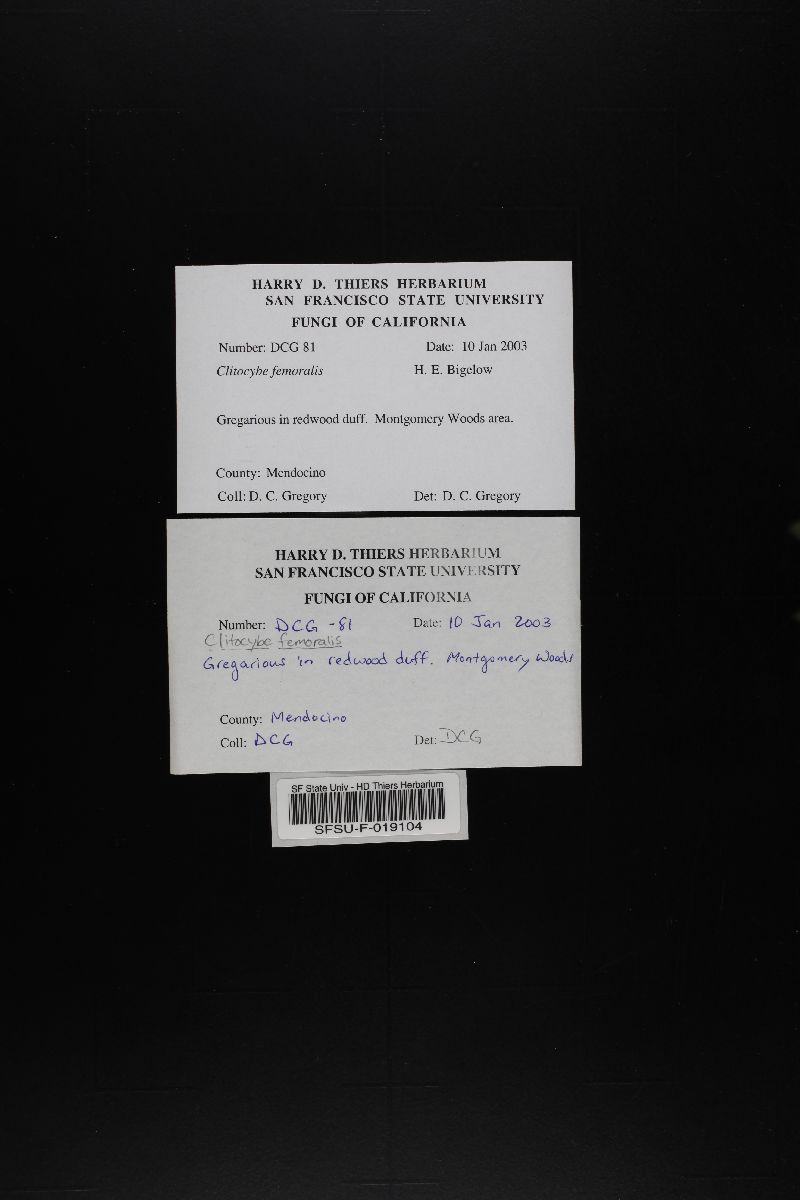 HARRY D. THIERS HERBARIUM
SAN FRANCISCO STATE UNIVERSITY
FUNGI OF CALIFORNIA
Number: DCG 81 Date: 10 Jan 2003
Clitocybe femoralis H. E. Bigelow
Gregarious in redwood duff. Montgomery Woods area.
County: Mendocino
Coll: D. C. Gregory Det: D. C. Gregory
HARRY D. THIERS HERBARIUM
SAN FRANCISCO STATE UNIVERSITY
FUNGI OF CALIFORNIA
Number: DCG -81 Date: 10 Jan 2003
Clitocybe femoralis
Gregarious in redwood duff. Montgomery Woods
County: Mendocino
Coll: DCG Det: DCG
SF State Univ - HD Thiers Herbarium
SFSU-F-019104